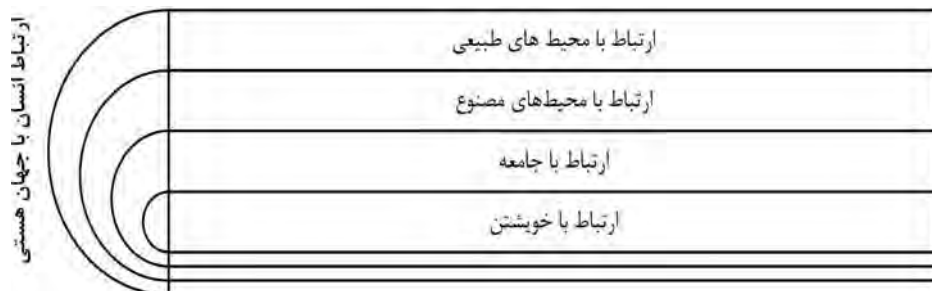 ارتباط انسان با جهان هستی
ارتباط با محیط های طبیعی
ارتباط با محیط‌های مصنوع
ارتباط با جامعه
ارتباط با خویشتن